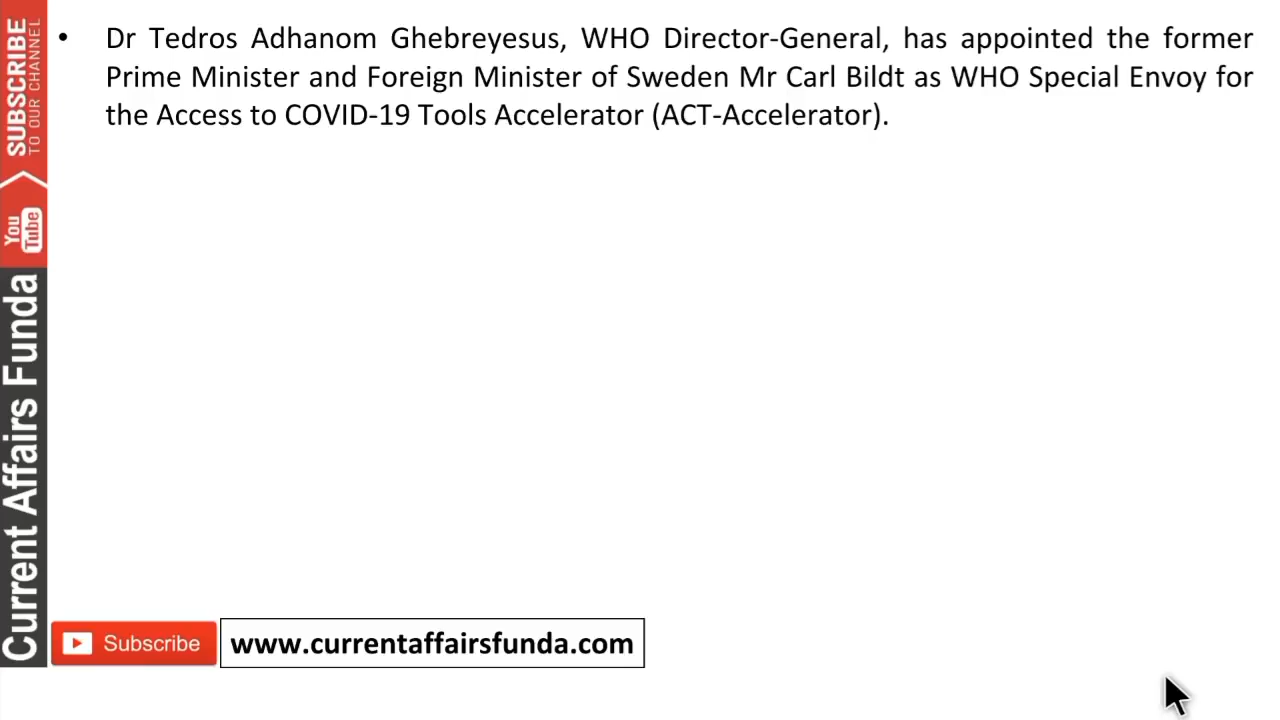 • Dr Tedros Adhanom Ghebreyesus, WHO Director-General, has appointed the former
Prime Minister and Foreign Minister of Sweden Mr Carl Bildt as WHO Special Envoy for
the Access to COVID-19 Tools Accelerator (ACT-Accelerator).
SUBSCRIBE
TO OUR CHANNEL
You
Tube
Current Affairs Funda
Subscribe
www.currentaffairsfunda.com